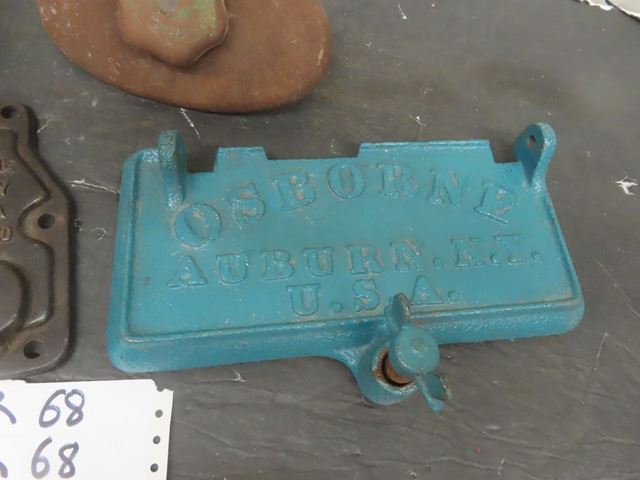 OSBORNE
AUBURN. N.Y.
U.S.A.
68
68